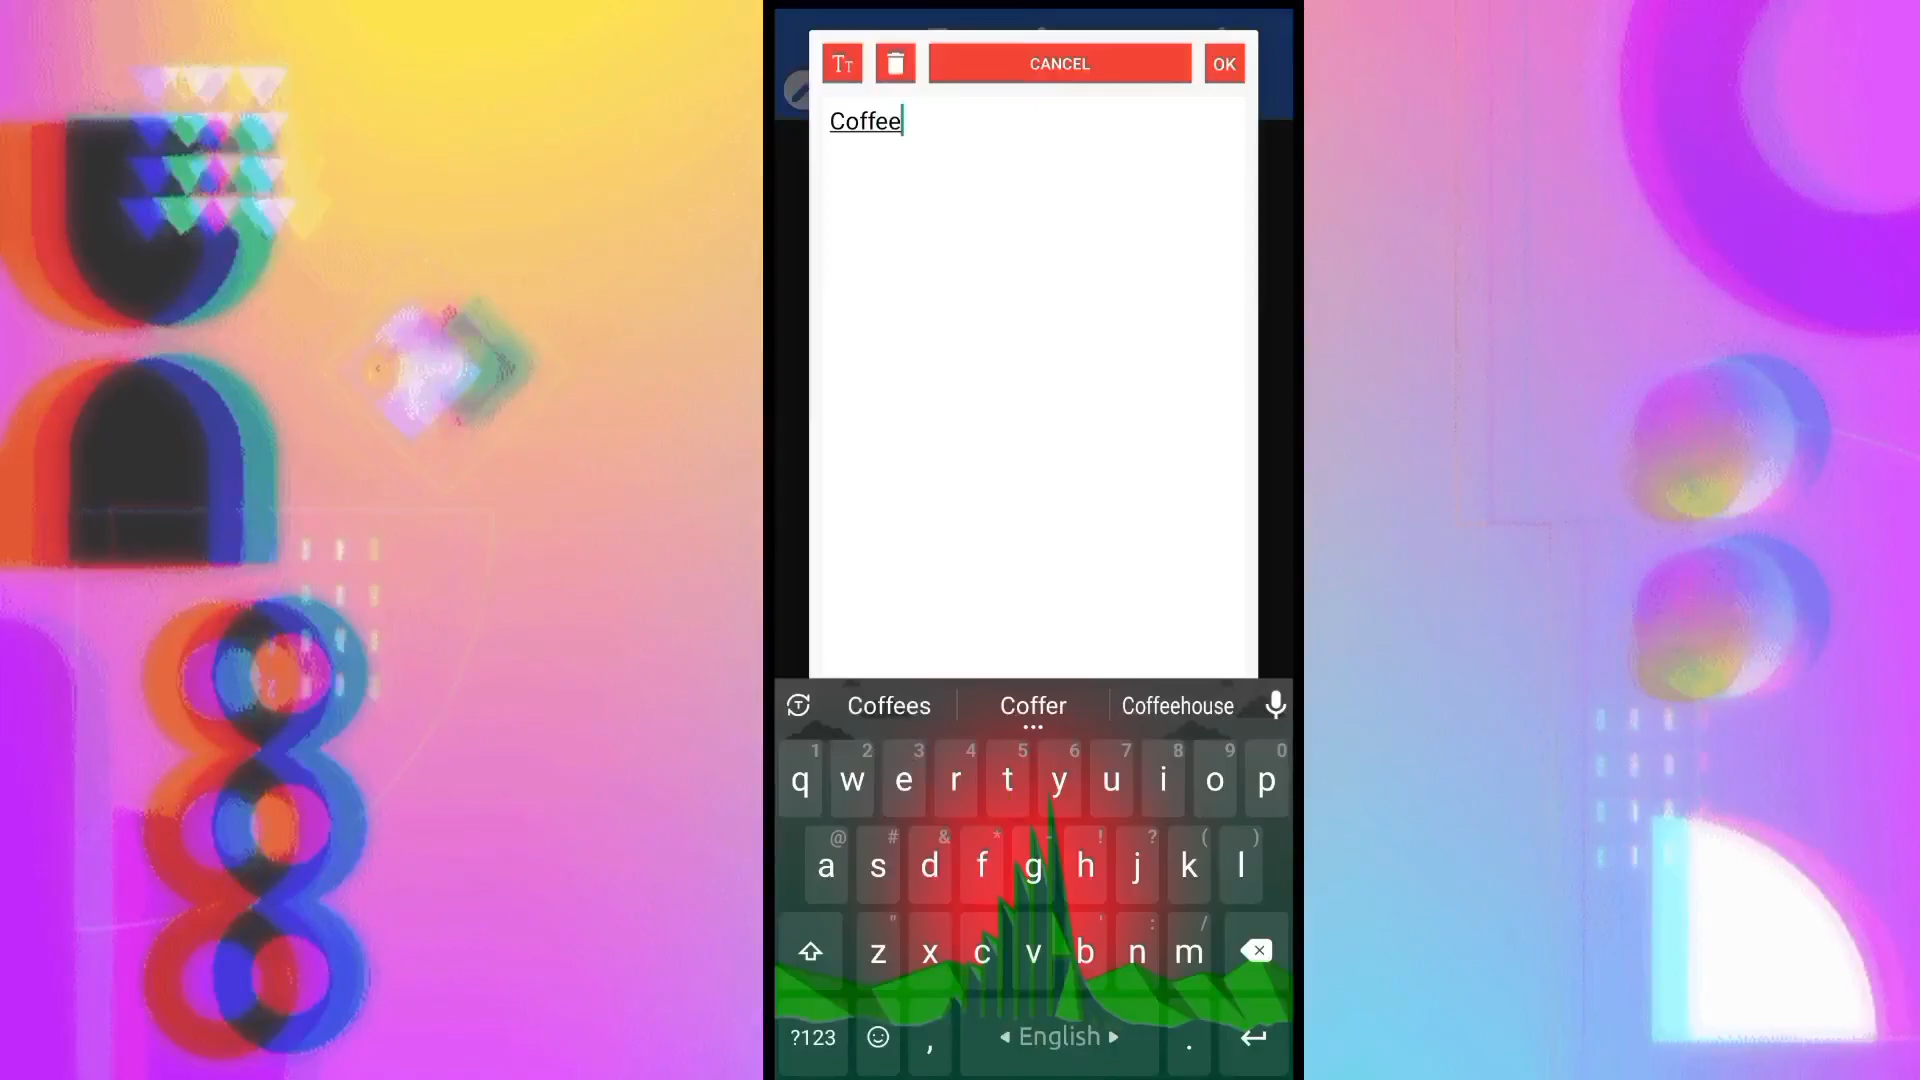 Tт CANCEL OK
Coffee
Coffees Coffer Coffeehouse
1 2 3 4 5 6 7 8 9 0
q w e r t y u i o p
@ # & * - ! ? ( )
a s d f g h j k l
" ' : /
z x c v b n m
?123 , English .